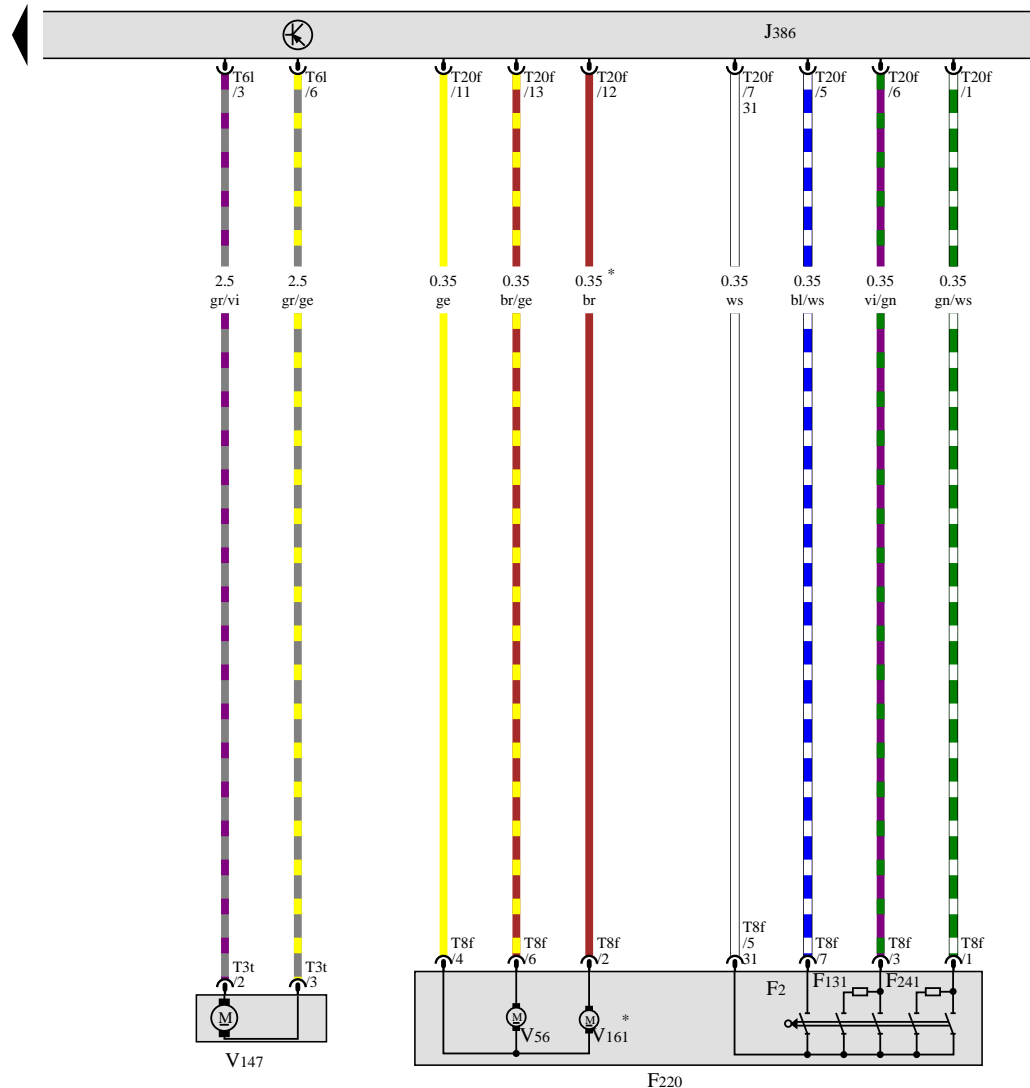 J386
T6l T6l T20f T20f T20f T20f T20f T20f T20f
/3 /6 /11 /13 /12 /7 /5 /6 /1
31
2.5 2.5 0.35 0.35 0.35 * 0.35 0.35 0.35 0.35
gr/vi gr/ge ge br/ge br ws bl/ws vi/gn gn/ws
T8f
T8f T8f T8f /5 T8f T8f T8f
/4 /6 /2 31 /7 /3 /1
T3t T3t
/2 /3
F2 F131 F241
M M M *
V56 V161
V147
F220